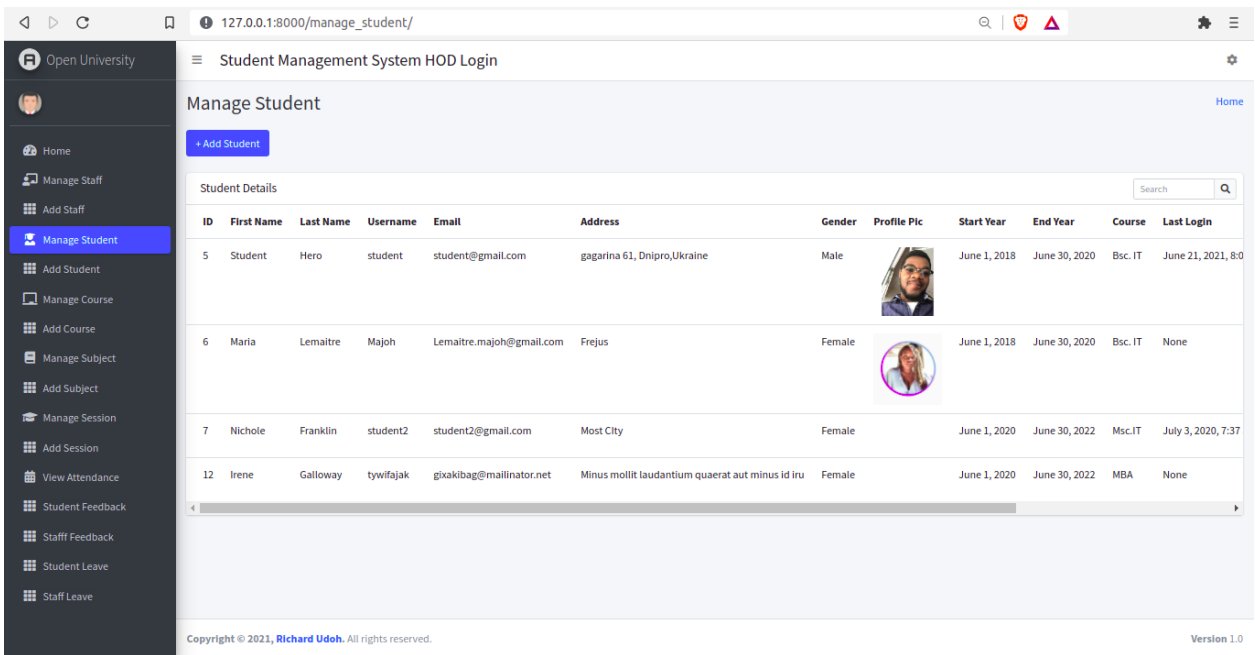 127.0.0.1:8000/manage_student/
Open University
Student Management System HOD Login
Manage Student
Home
+ Add Student
Home
Manage Staff
Add Staff
Manage Student
Add Student
Manage Course
Add Course
Manage Subject
Add Subject
Manage Session
Add Session
View Attendance
Student Feedback
Stafff Feedback
Student Leave
Staff Leave
Student Details Search
ID First Name Last Name Username Email Address Gender Profile Pic Start Year End Year Course Last Login
5 Student Hero student student@gmail.com gagarina 61, Dnipro,Ukraine Male June 1, 2018 June 30, 2020 Bsc. IT June 21, 2021, 8:0
6 Maria Lemaitre Majoh Lemaitre.majoh@gmail.com Frejus Female June 1, 2018 June 30, 2020 Bsc. IT None
7 Nichole Franklin student2 student2@gmail.com Most CIty Female June 1, 2020 June 30, 2022 Msc.IT July 3, 2020, 7:37
12 Irene Galloway tywifajak gixakibag@mailinator.net Minus mollit laudantium quaerat aut minus id iru Female June 1, 2020 June 30, 2022 MBA None
Copyright © 2021, Richard Udoh. All rights reserved. Version 1.0